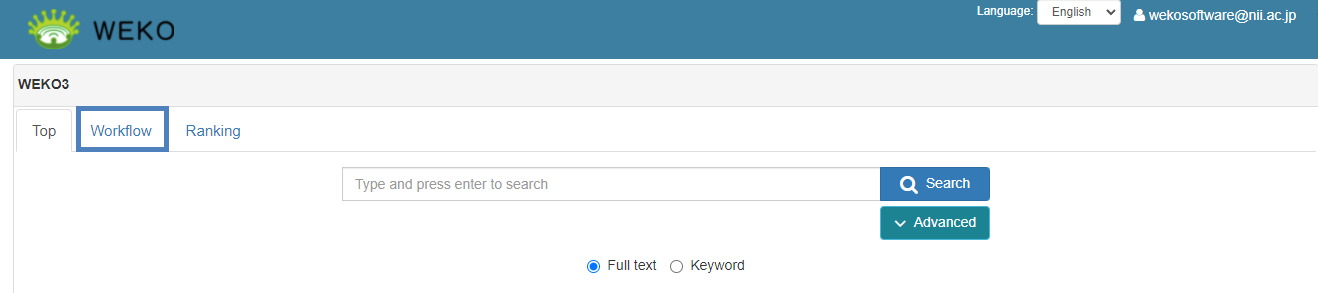 WEKO
Language: English wekosoftware@nii.ac.jp
WEKO3
Top Workflow Ranking
Type and press enter to search Search
Advanced
Full text Keyword